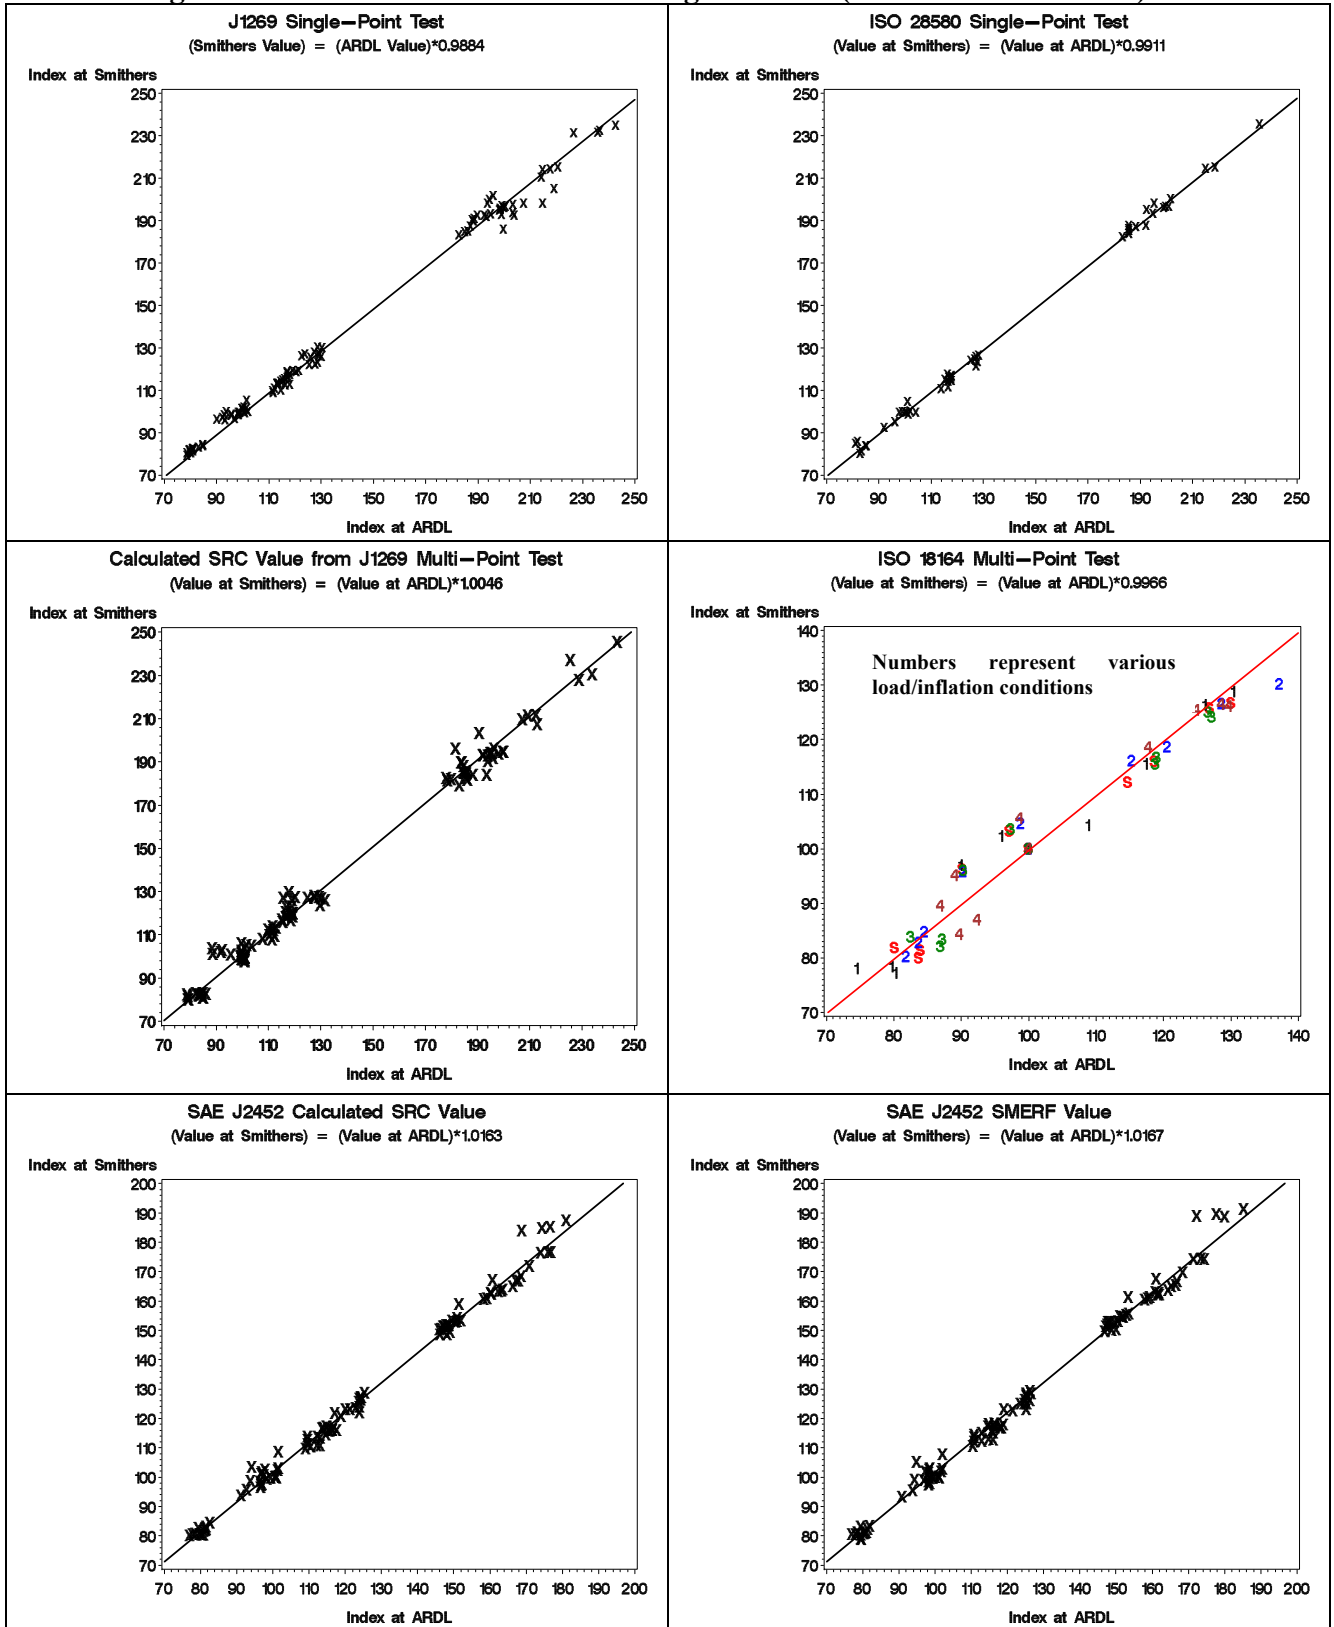 J1269 Single-Point Test
(Smithers Value) = (ARDL Value)*0.9884
Index at Smithers
250
230
210
190
170
150
130
110
90
70
70 90 110 130 150 170 190 210 230 250
Index at ARDL
ISO 28580 Single-Point Test
(Value at Smithers) = (Value at ARDL)*0.9911
Index at Smithers
250
230
210
190
170
150
130
110
90
70
70 90 110 130 150 170 190 210 230 250
Index at ARDL
Calculated SRC Value from J1269 Multi-Point Test
(Value at Smithers) = (Value at ARDL)*1.0046
Index at Smithers
250
230
210
190
170
150
130
110
90
70
70 90 110 130 150 170 190 210 230 250
Index at ARDL
ISO 18164 Multi-Point Test
(Value at Smithers) = (Value at ARDL)*0.9966
Index at Smithers
Numbers represent various
load/inflation conditions
140
130
120
110
100
90
80
70
70 80 90 100 110 120 130 140
Index at ARDL
SAE J2452 Calculated SRC Value
(Value at Smithers) = (Value at ARDL)*1.0163
Index at Smithers
200
190
180
170
160
150
140
130
120
110
100
90
80
70
70 80 90 100 110 120 130 140 150 160 170 180 190 200
Index at ARDL
SAE J2452 SMERF Value
(Value at Smithers) = (Value at ARDL)*1.0167
Index at Smithers
200
190
180
170
160
150
140
130
120
110
100
90
80
70
70 80 90 100 110 120 130 140 150 160 170 180 190 200
Index at ARDL